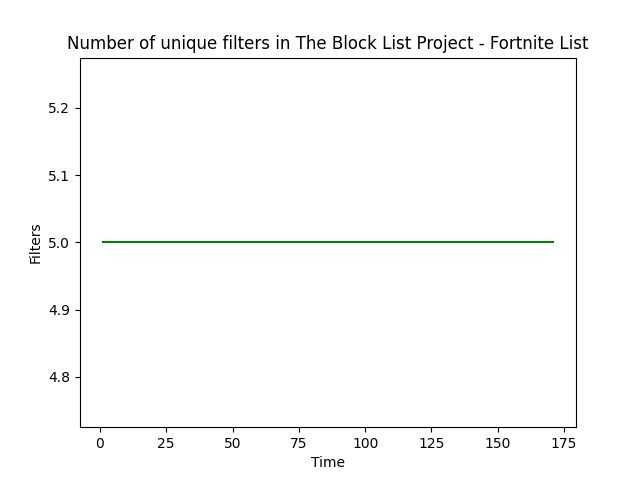 Number of unique filters in The Block List Project - Fortnite List
5.2
5.1
5.0
4.9
4.8
Filters
0 25 50 75 100 125 150 175
Time